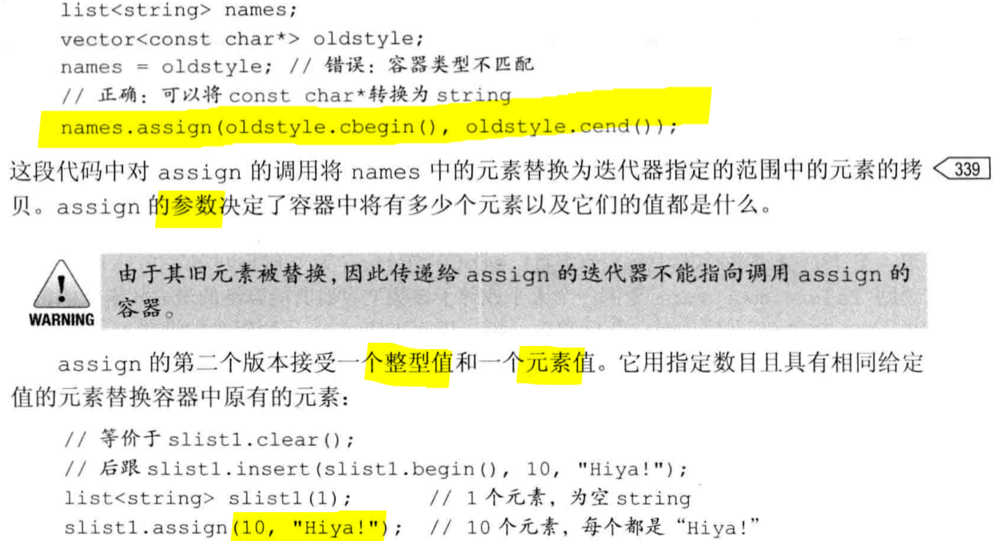 list<string> names;
vector<const char*> oldstyle;
names = oldstyle; // 错误：容器类型不匹配
// 正确：可以将 const char*转换为 string
names.assign(oldstyle.cbegin(), oldstyle.cend());
这段代码中对 assign 的调用将 names 中的元素替换为迭代器指定的范围中的元素的拷 339
贝。assign 的参数决定了容器中将有多少个元素以及它们的值都是什么。
由于其旧元素被替换，因此传递给 assign 的迭代器不能指向调用 assign 的
WARNING 容器。
assign 的第二个版本接受一个整型值和一个元素值。它用指定数目且具有相同给定
值的元素替换容器中原有的元素：
// 等价于 slist1.clear();
// 后跟 slist1.insert(slist1.begin(), 10, "Hiya!");
list<string> slist1(1); // 1 个元素，为空 string
slist1.assign(10, "Hiya!"); // 10 个元素，每个都是“Hiya!”